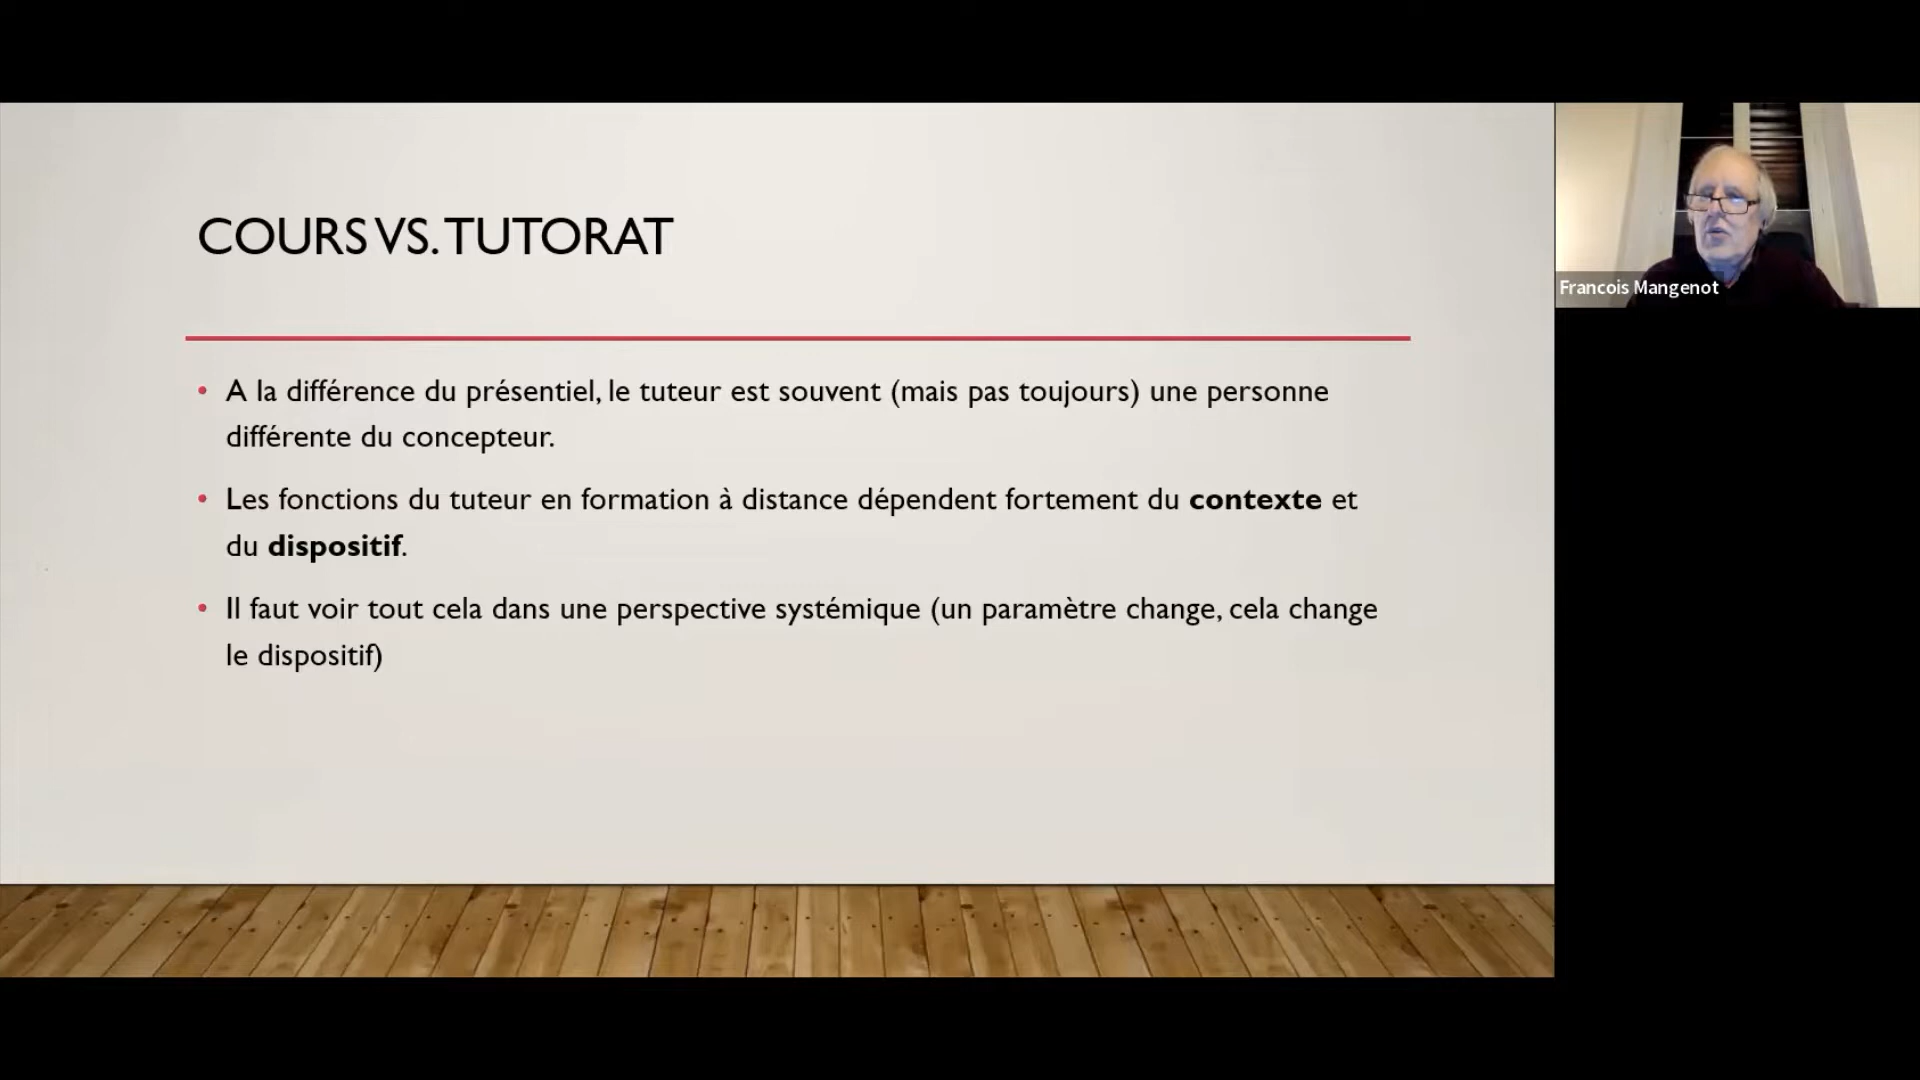 COURS VS. TUTORAT
• A la différence du présentiel, le tuteur est souvent (mais pas toujours) une personne
différente du concepteur.
• Les fonctions du tuteur en formation à distance dépendent fortement du contexte et
du dispositif.
• Il faut voir tout cela dans une perspective systémique (un paramètre change, cela change
le dispositif)
Francois Mangenot